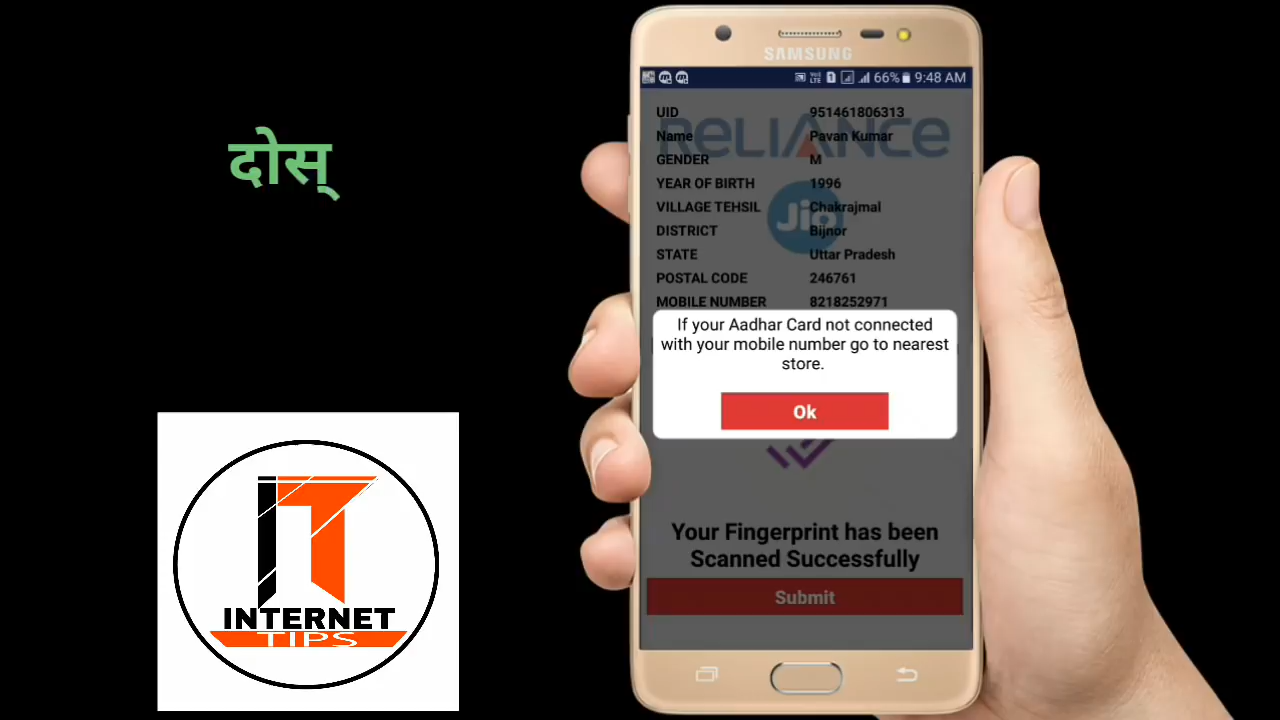 दोस्
INTERNET
TIPS
SAMSUNG
66% 9:48 AM
RELIANCE
Jio
UID 951461806313
Name Pavan Kumar
GENDER M
YEAR OF BIRTH 1996
VILLAGE TEHSIL Chakrajmal
DISTRICT Bijnor
STATE Uttar Pradesh
POSTAL CODE 246761
MOBILE NUMBER 8218252971
If your Aadhar Card not connected
with your mobile number go to nearest
store.
Ok
Your Fingerprint has been
Scanned Successfully
Submit